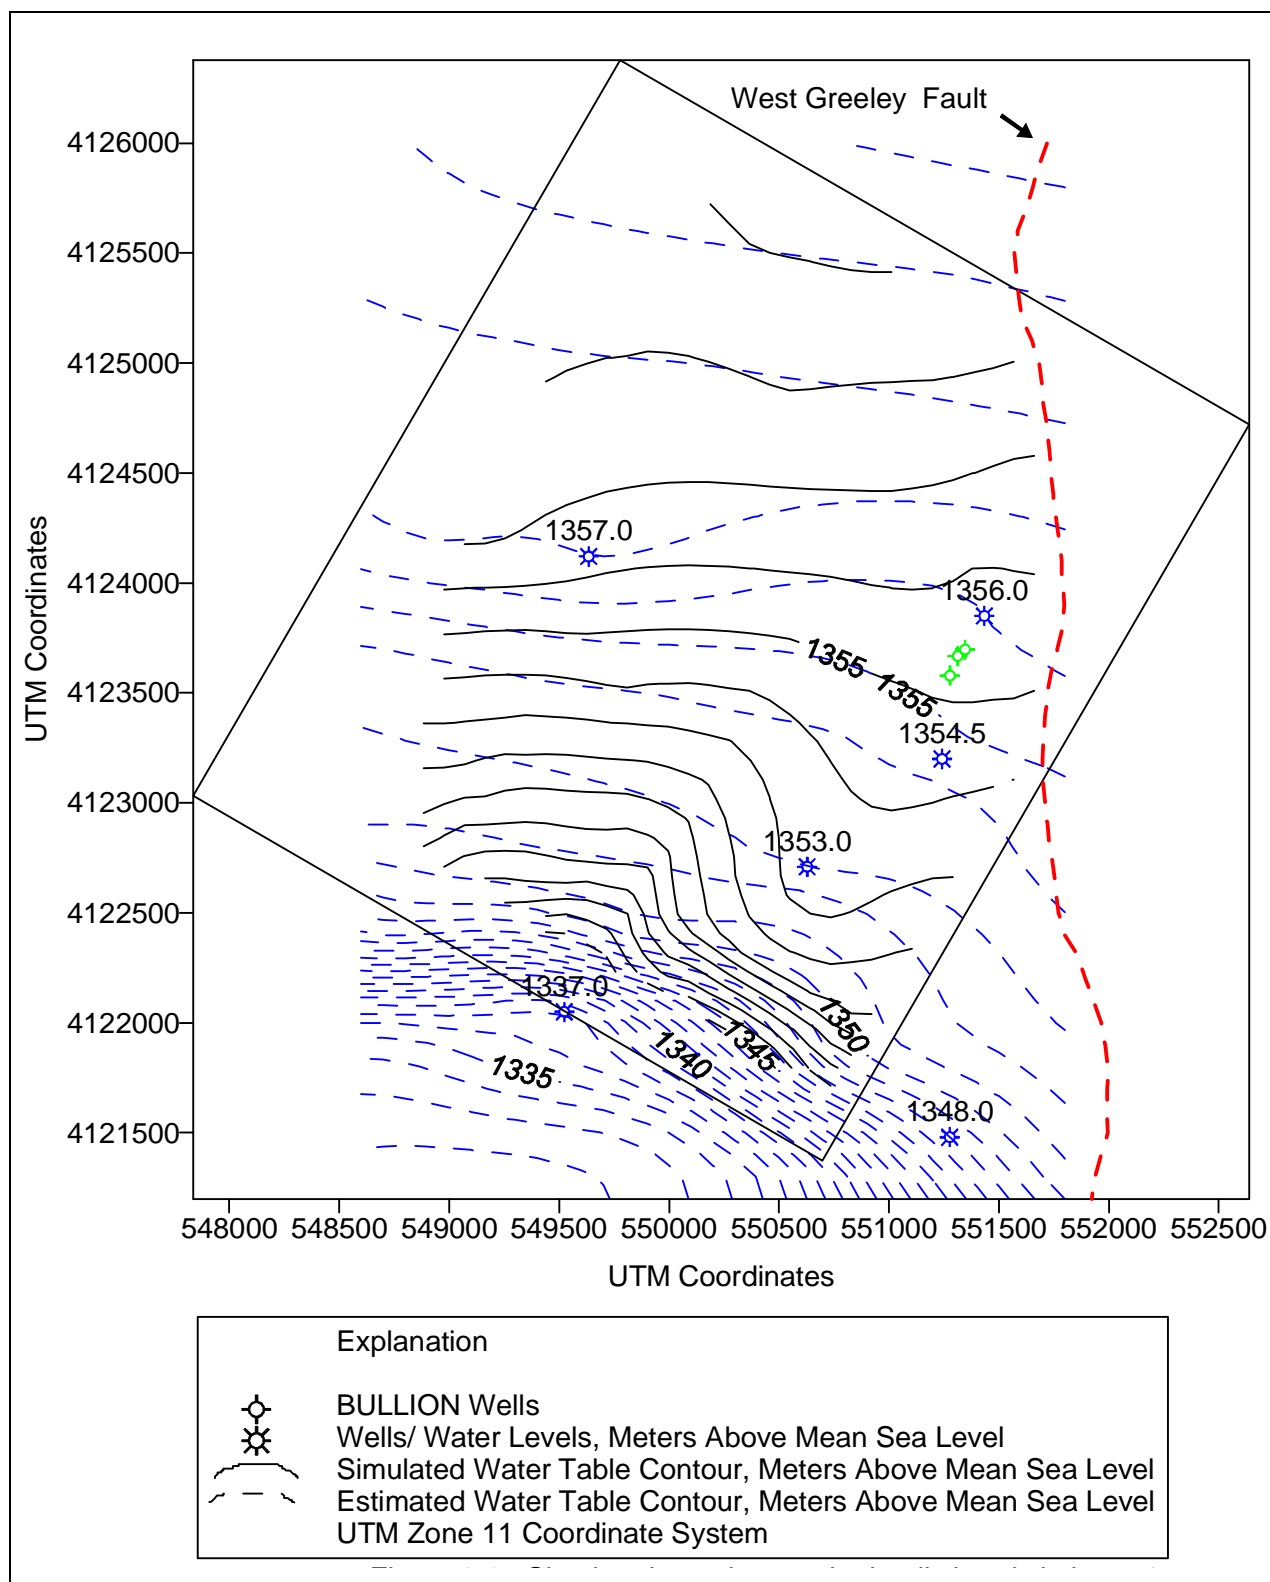 West Greeley Fault
4126000
4125500
4125000
4124500
4124000
4123500
4123000
4122500
4122000
4121500
UTM Coordinates
1357.0
1356.0
1355
1355
1354.5
1353.0
1337.0
1350
1345
1340
1335
1348.0
548000 548500 549000 549500 550000 550500 551000 551500 552000 552500
UTM Coordinates
Explanation
BULLION Wells
Wells/ Water Levels, Meters Above Mean Sea Level
Simulated Water Table Contour, Meters Above Mean Sea Level
Estimated Water Table Contour, Meters Above Mean Sea Level
UTM Zone 11 Coordinate System